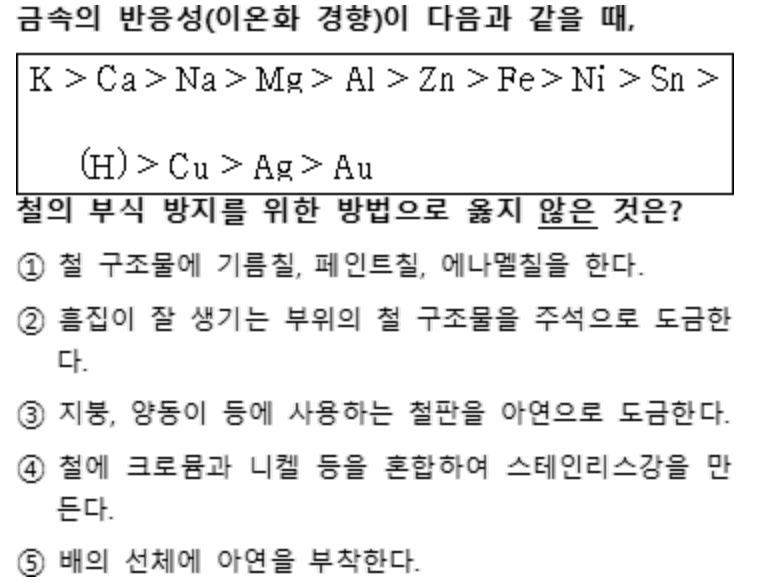 금속의 반응성(이온화 경향)이 다음과 같을 때,
K > Ca > Na > Mg > Al > Zn > Fe > Ni > Sn >
(H) > Cu > Ag > Au
철의 부식 방지를 위한 방법으로 옳지 않은 것은?
① 철 구조물에 기름칠, 페인트칠, 에나멜칠을 한다.
② 흠집이 잘 생기는 부위의 철 구조물을 주석으로 도금한
다.
③ 지붕, 양동이 등에 사용하는 철판을 아연으로 도금한다.
④ 철에 크로뮴과 니켈 등을 혼합하여 스테인리스강을 만
든다.
⑤ 배의 선체에 아연을 부착한다.